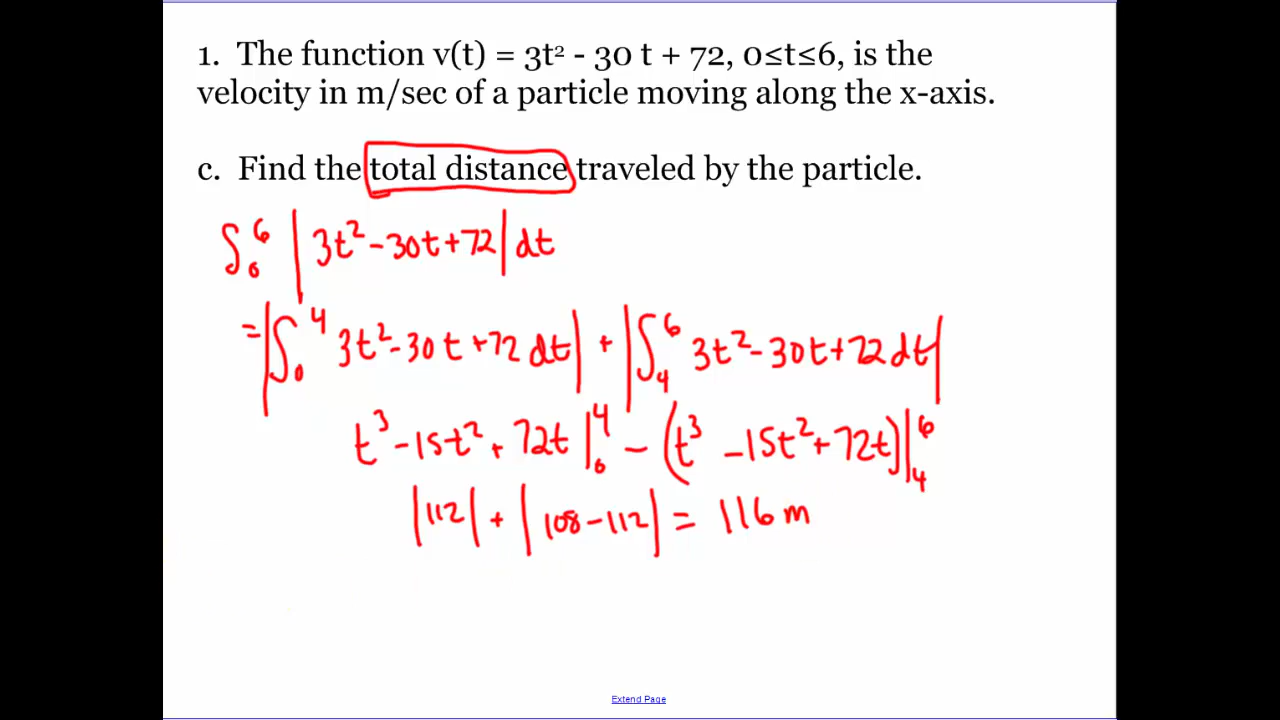 1. The function v(t) = 3t² - 30 t + 72, 0≤t≤6, is the
velocity in m/sec of a particle moving along the x-axis.
c. Find the total distance traveled by the particle.
∫₀⁶ |3t² - 30t + 72| dt
= |∫₀⁴ 3t² - 30t + 72 dt| + |∫₄⁶ 3t² - 30t + 72 dt|
t³ - 15t² + 72t |₀⁴ - (t³ - 15t² + 72t)|₄⁶
|112| + |108 - 112| = 116 m
Extend Page